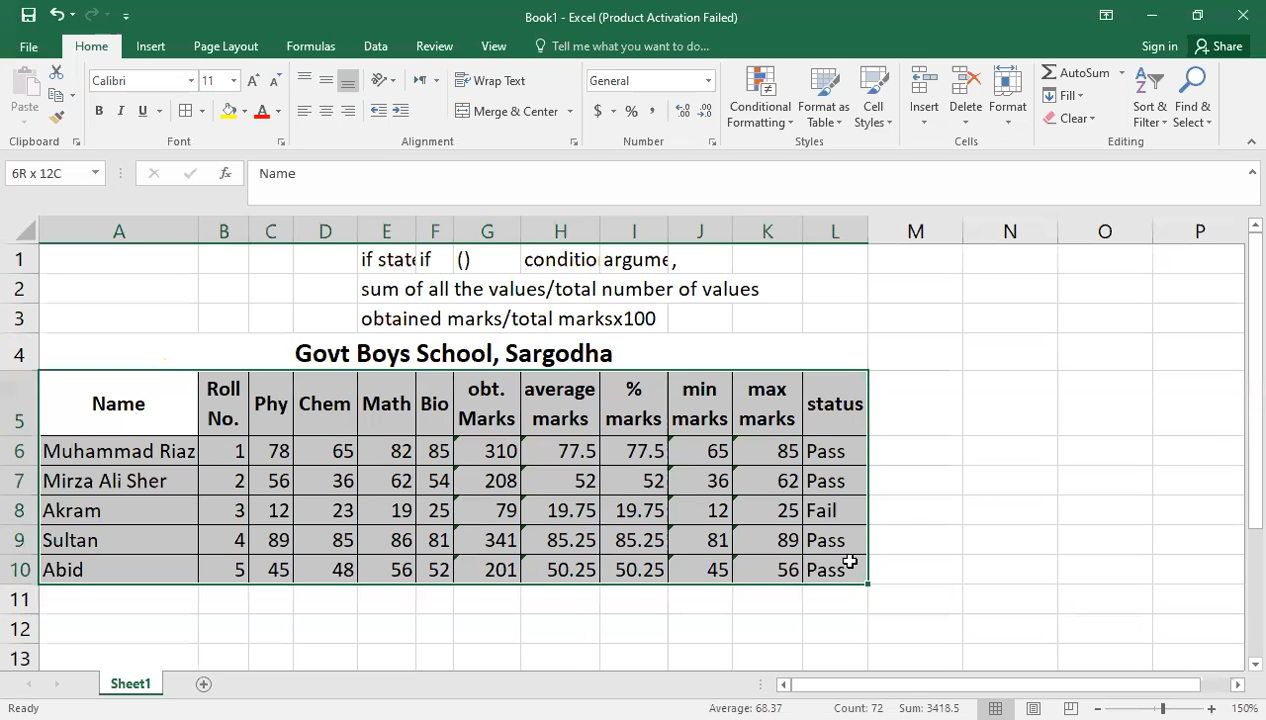 Book1 - Excel (Product Activation Failed)
File Home Insert Page Layout Formulas Data Review View Tell me what you want to do... Sign in Share
Paste Calibri 11 Wrap Text General Conditional Formatting Format as Table Cell Styles Insert Delete Format AutoSum Fill Clear Sort & Filter Find & Select
B I U Merge & Center $ % ,
Clipboard Font Alignment Number Styles Cells Editing
6R x 12C fx Name
A B C D E F G H I J K L M N O P
1 if state if () conditio argume ,
2 sum of all the values/total number of values
3 obtained marks/total marksx100
4 Govt Boys School, Sargodha
5 Name Roll No. Phy Chem Math Bio obt. Marks average marks % marks min marks max marks status
6 Muhammad Riaz 1 78 65 82 85 310 77.5 77.5 65 85 Pass
7 Mirza Ali Sher 2 56 36 62 54 208 52 52 36 62 Pass
8 Akram 3 12 23 19 25 79 19.75 19.75 12 25 Fail
9 Sultan 4 89 85 86 81 341 85.25 85.25 81 89 Pass
10 Abid 5 45 48 56 52 201 50.25 50.25 45 56 Pass
11
12
13
Sheet1
Ready Average: 68.37 Count: 72 Sum: 3418.5 150%